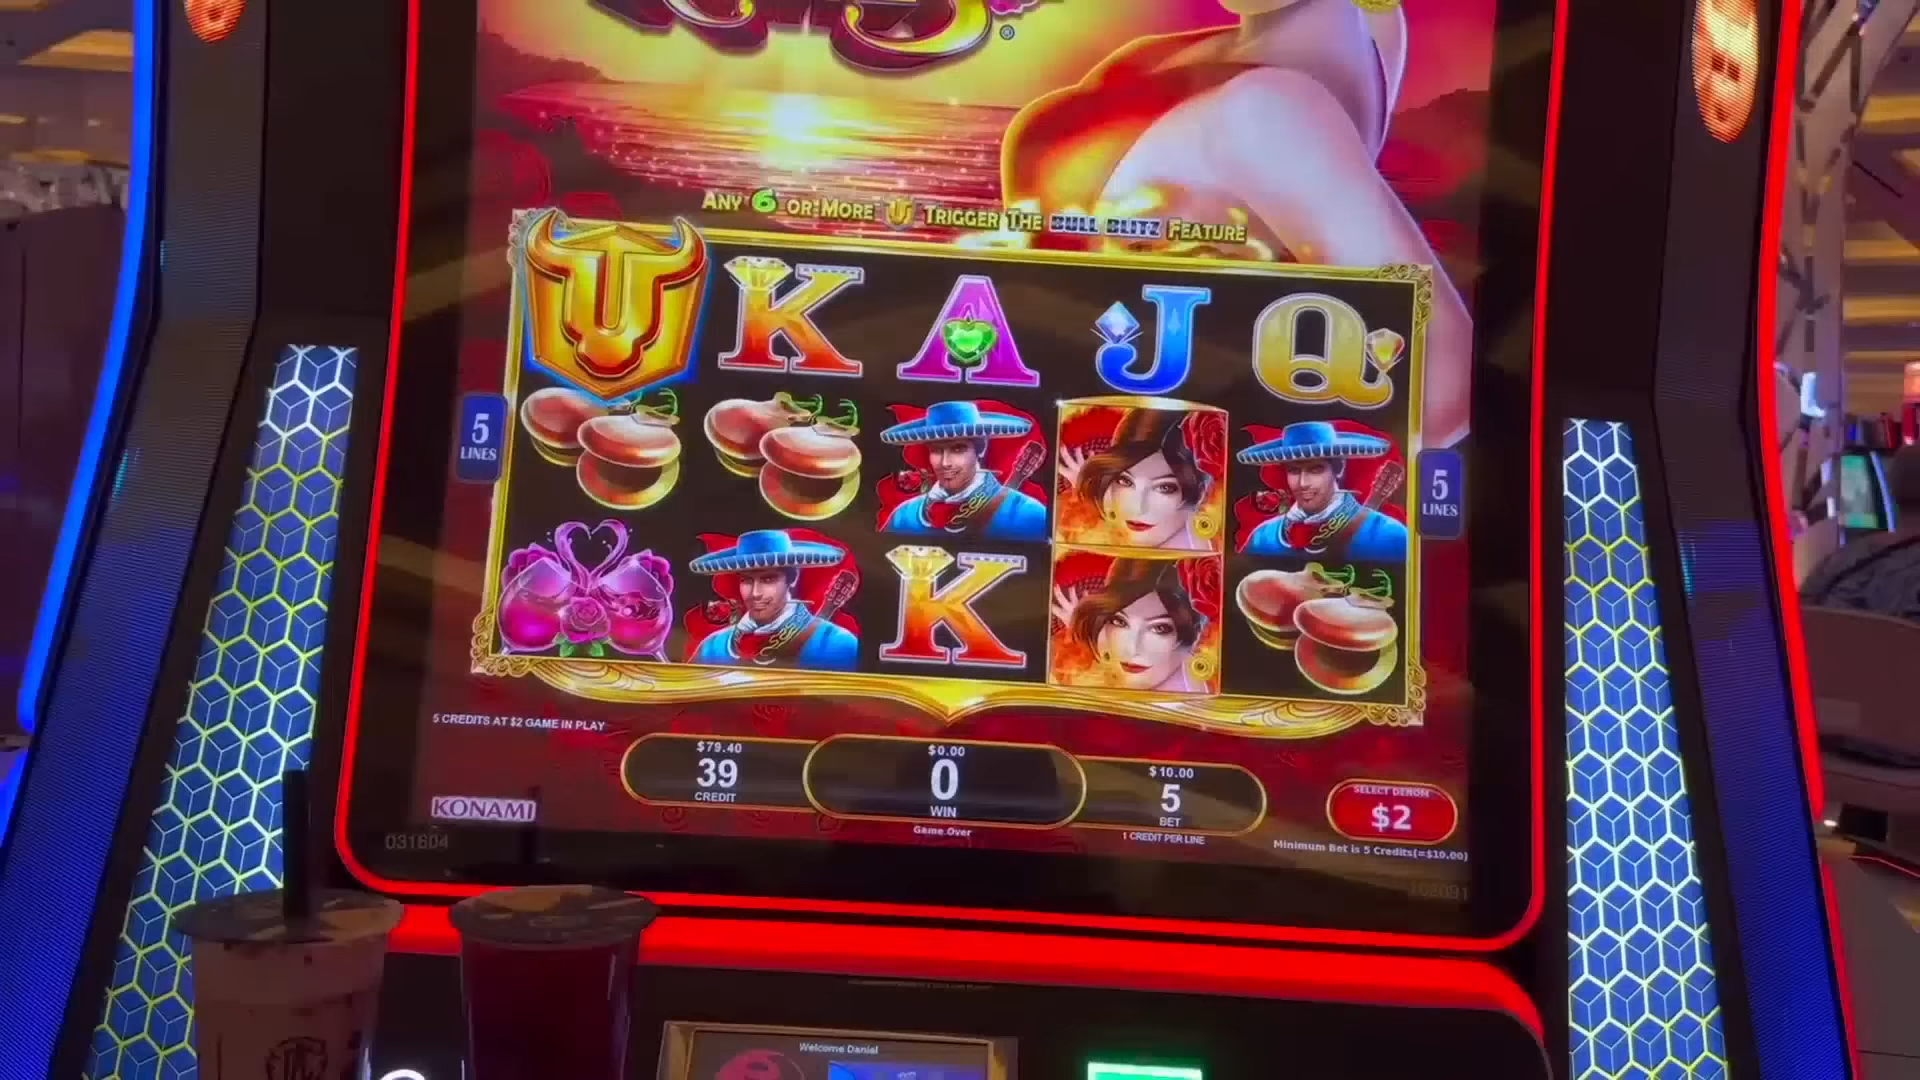 ANY 6 OR MORE TRIGGER THE BULL BLITZ FEATURE
K A J Q
5 LINES
5 LINES
K
5 CREDITS AT $2 GAME IN PLAY
$79.40
39
CREDIT
$0.00
0
WIN
Game Over
$10.00
5
BET
1 CREDIT PER LINE
SELECT DENOM
$2
Minimum Bet is 5 Credits(=$10.00)
KONAMI
031604
Welcome Danial